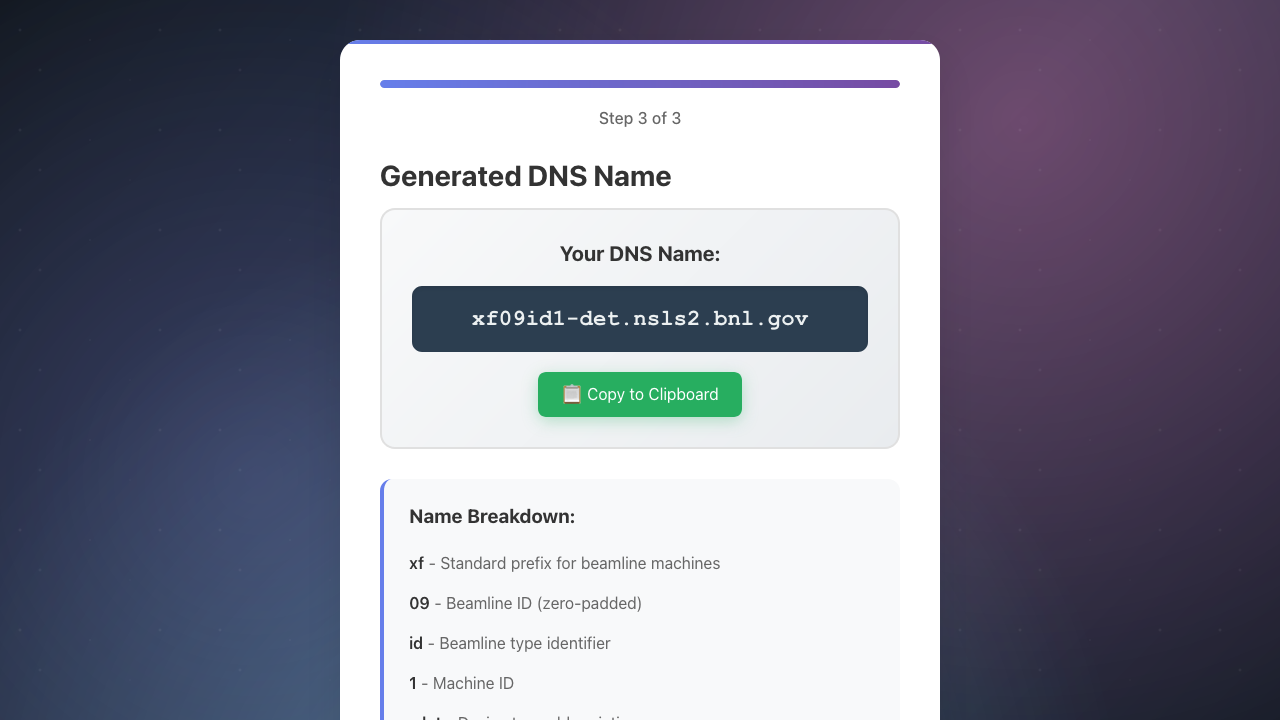 Step 3 of 3
Generated DNS Name
Your DNS Name:
xf09id1-det.nsls2.bnl.gov
📋 Copy to Clipboard
Name Breakdown:
xf - Standard prefix for beamline machines
09 - Beamline ID (zero-padded)
id - Beamline type identifier
1 - Machine ID